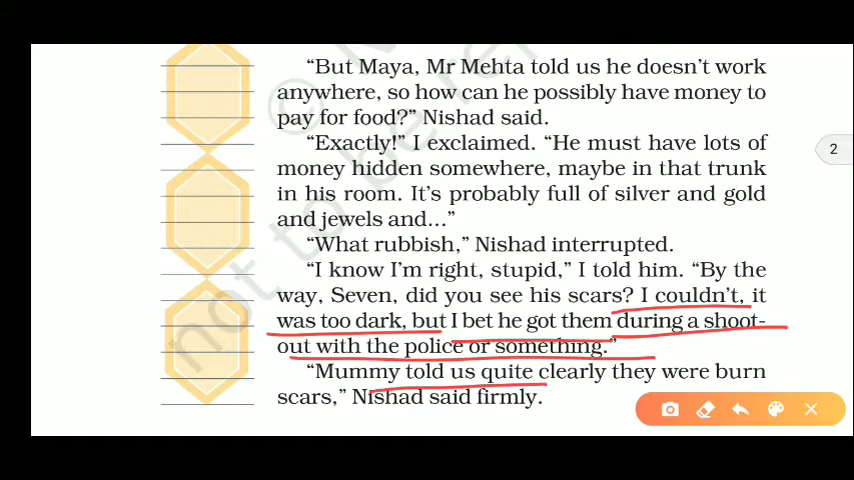 “But Maya, Mr Mehta told us he doesn’t work
anywhere, so how can he possibly have money to
pay for food?” Nishad said.
“Exactly!” I exclaimed. “He must have lots of
money hidden somewhere, maybe in that trunk
in his room. It’s probably full of silver and gold
and jewels and...”
“What rubbish,” Nishad interrupted.
“I know I’m right, stupid,” I told him. “By the
way, Seven, did you see his scars? I couldn’t, it
was too dark, but I bet he got them during a shoot-
out with the police or something.”
“Mummy told us quite clearly they were burn
scars,” Nishad said firmly.
2
not to be re